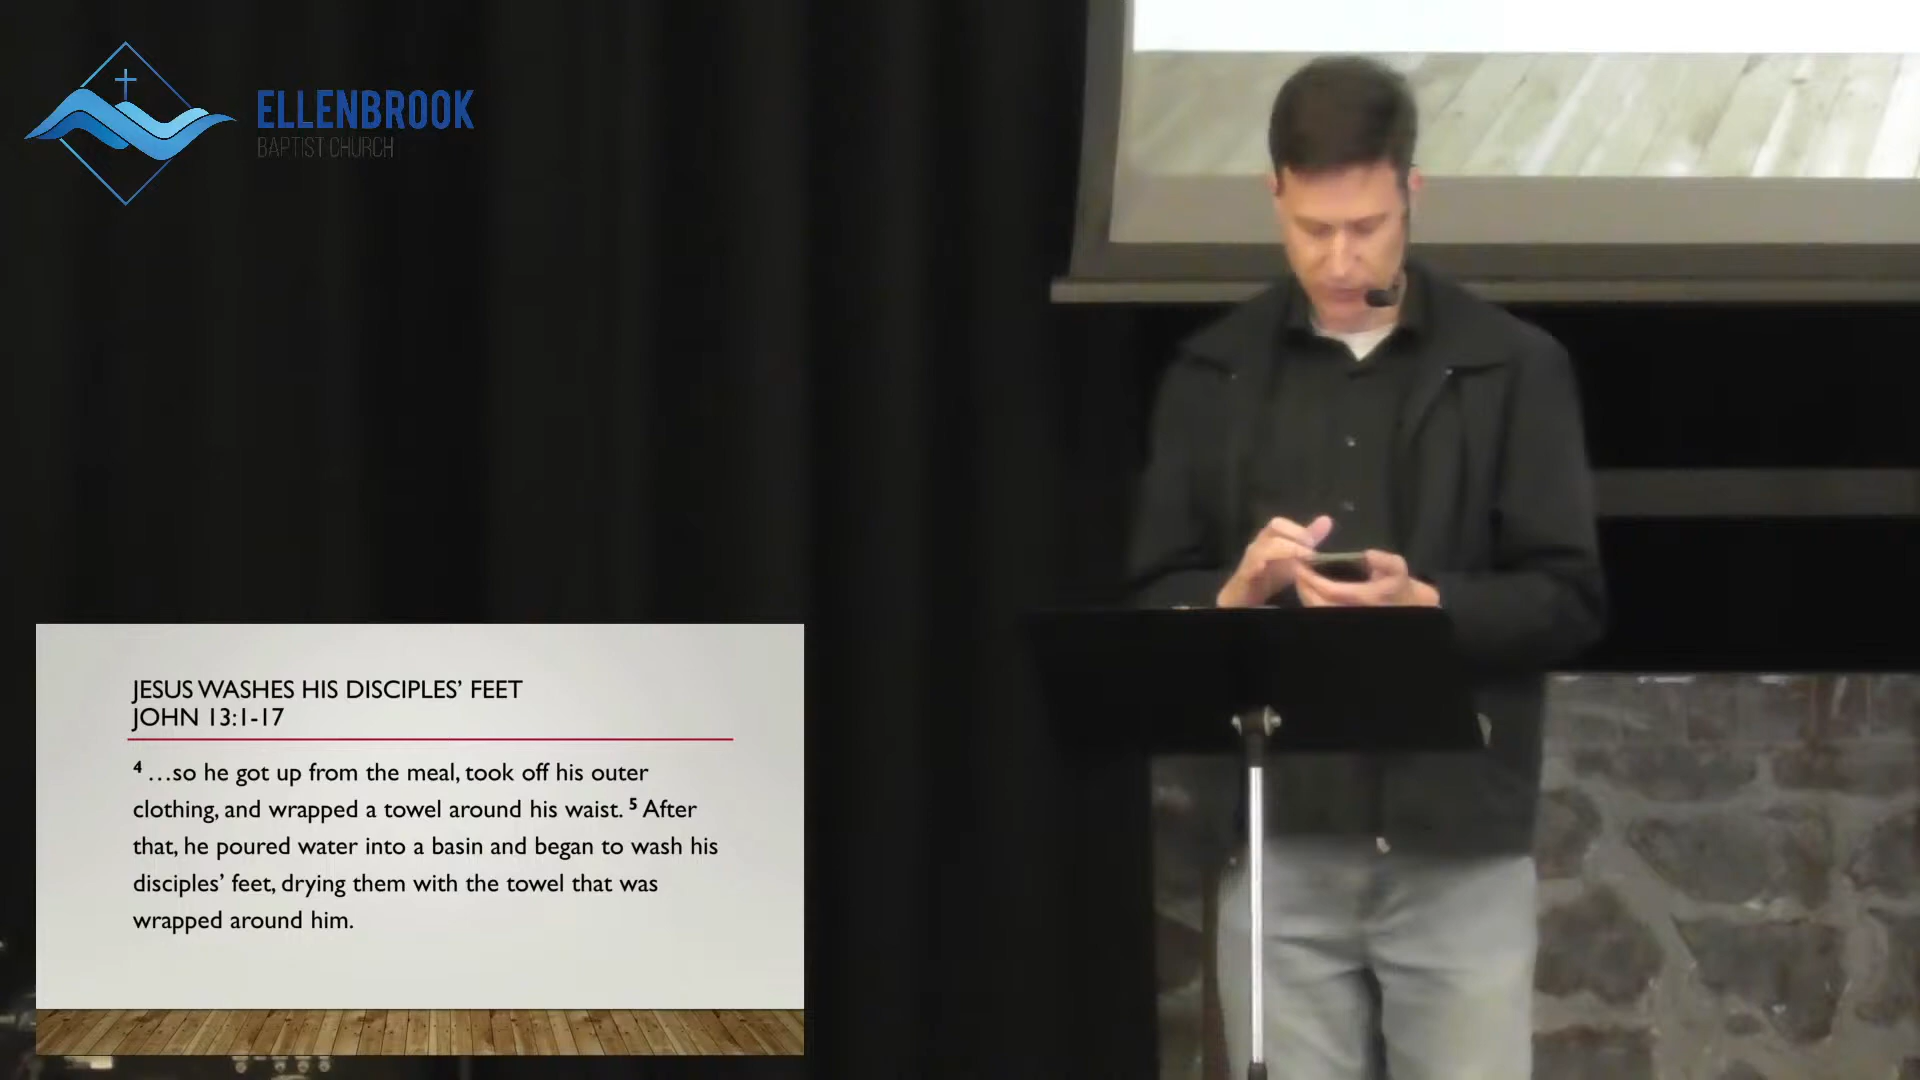 ELLENBROOK
BAPTIST CHURCH
JESUS WASHES HIS DISCIPLES’ FEET
JOHN 13:1-17
4 …so he got up from the meal, took off his outer
clothing, and wrapped a towel around his waist. 5 After
that, he poured water into a basin and began to wash his
disciples’ feet, drying them with the towel that was
wrapped around him.